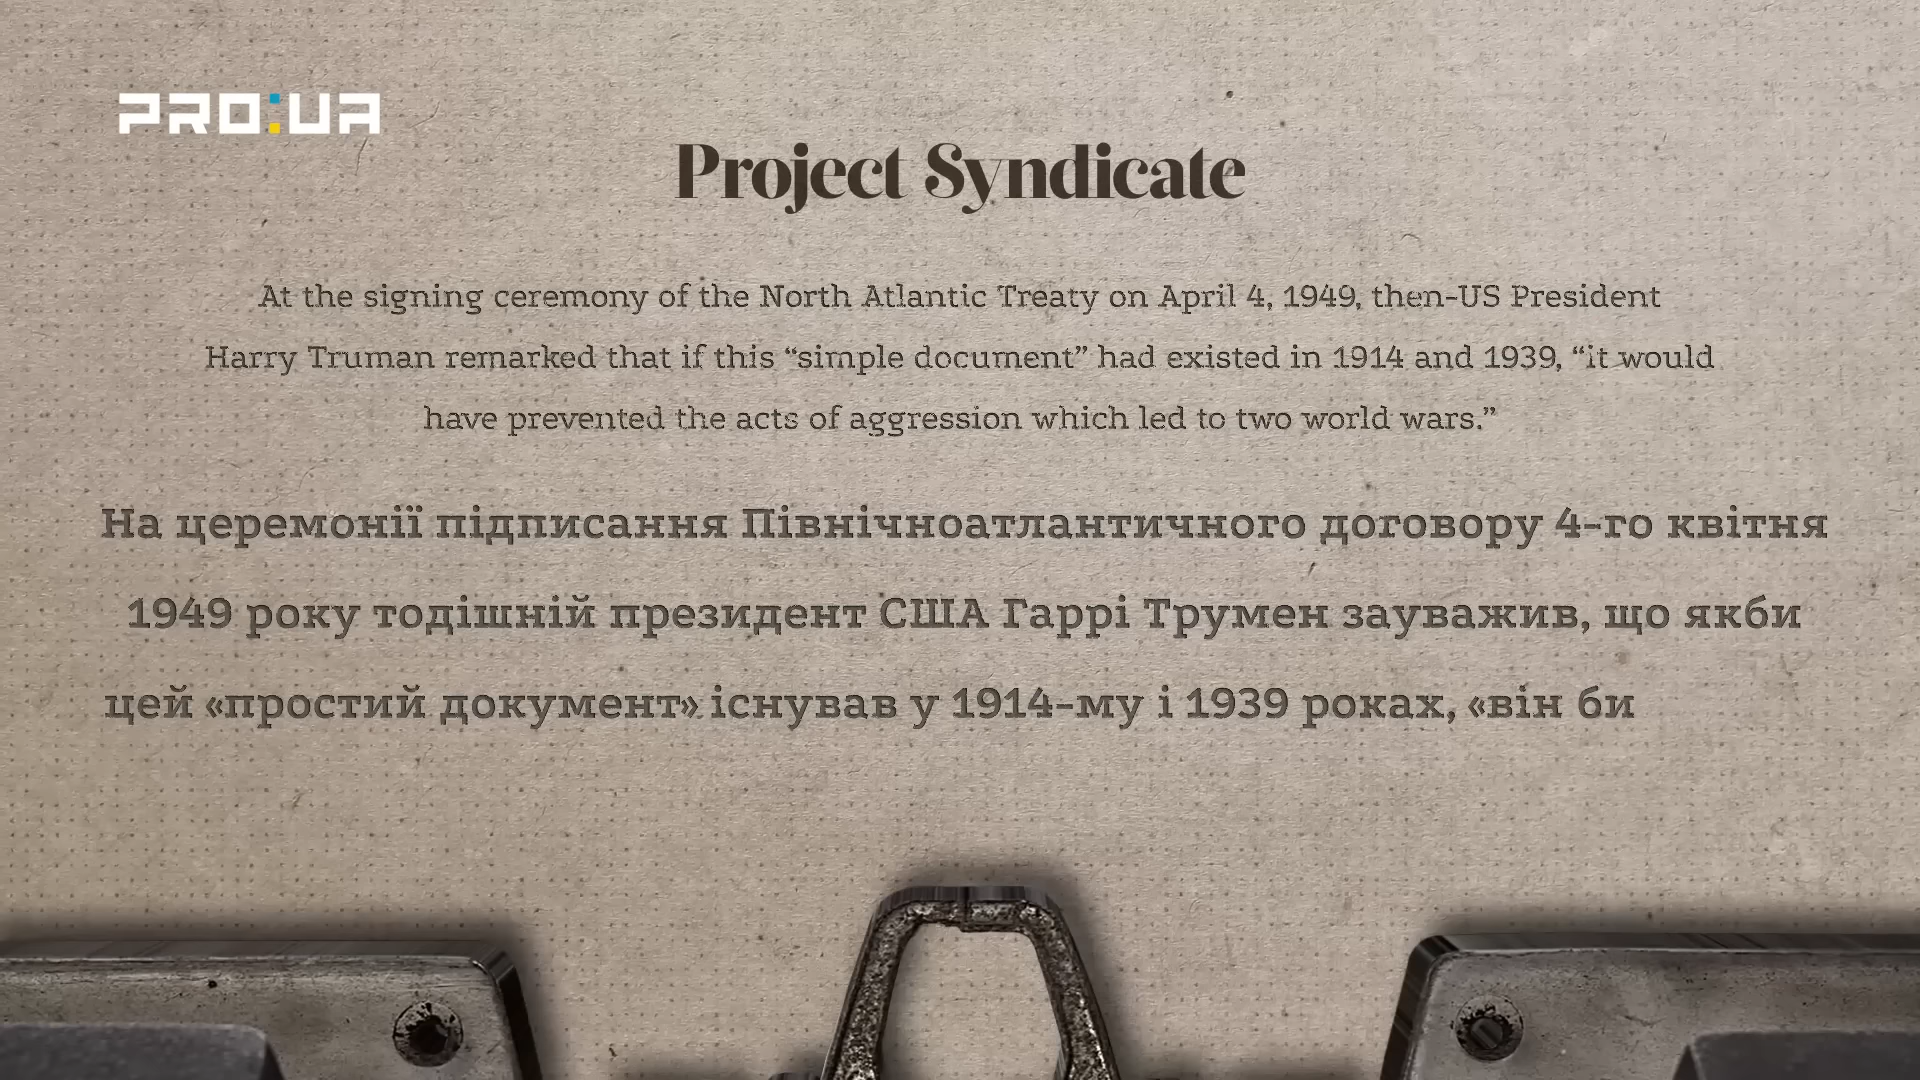 PRO:UA
Project Syndicate
At the signing ceremony of the North Atlantic Treaty on April 4, 1949, then-US President
Harry Truman remarked that if this “simple document” had existed in 1914 and 1939, “it would
have prevented the acts of aggression which led to two world wars.”
На церемонії підписання Північноатлантичного договору 4-го квітня
1949 року тодішній президент США Гаррі Трумен зауважив, що якби
цей «простий документ» існував у 1914-му і 1939 роках, «він би